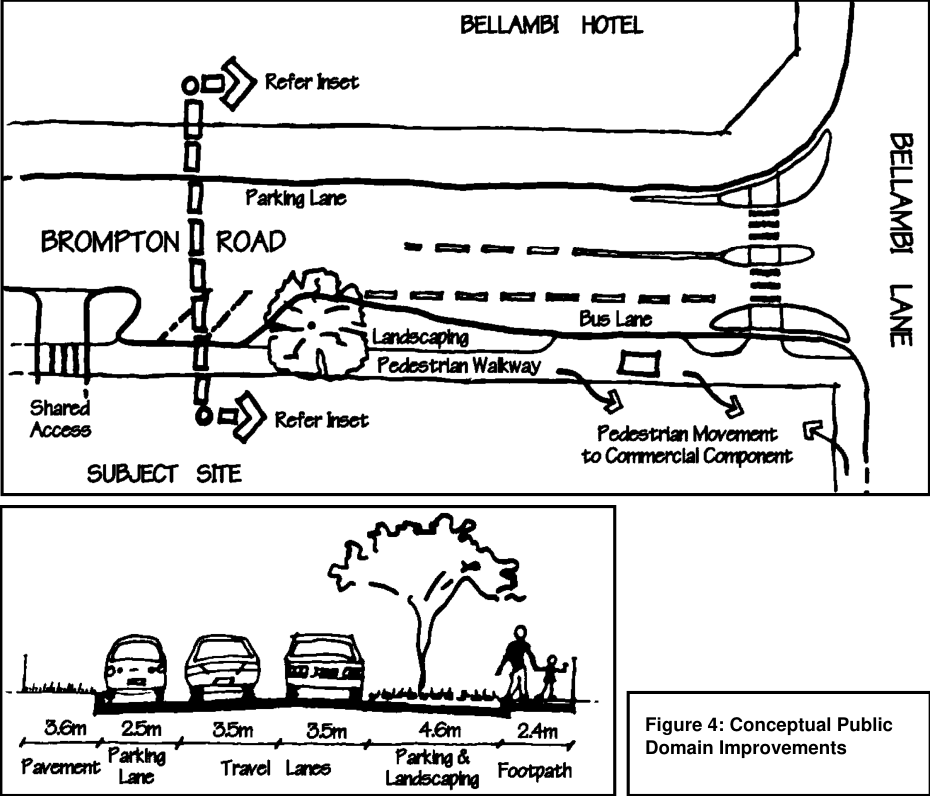 BELLAMBI HOTEL
Refer Inset
Parking Lane
BROMPTON ROAD
BELLAMBI LANE
Bus Lane
Landscaping
Pedestrian Walkway
Shared
Access
Refer Inset
Pedestrian Movement
to Commercial Component
SUBJECT SITE
3.6m 2.5m 3.5m 3.5m 4.6m 2.4m
Pavement
Parking
Lane
Travel Lanes
Parking &
Landscaping
Footpath
Figure 4: Conceptual Public
Domain Improvements